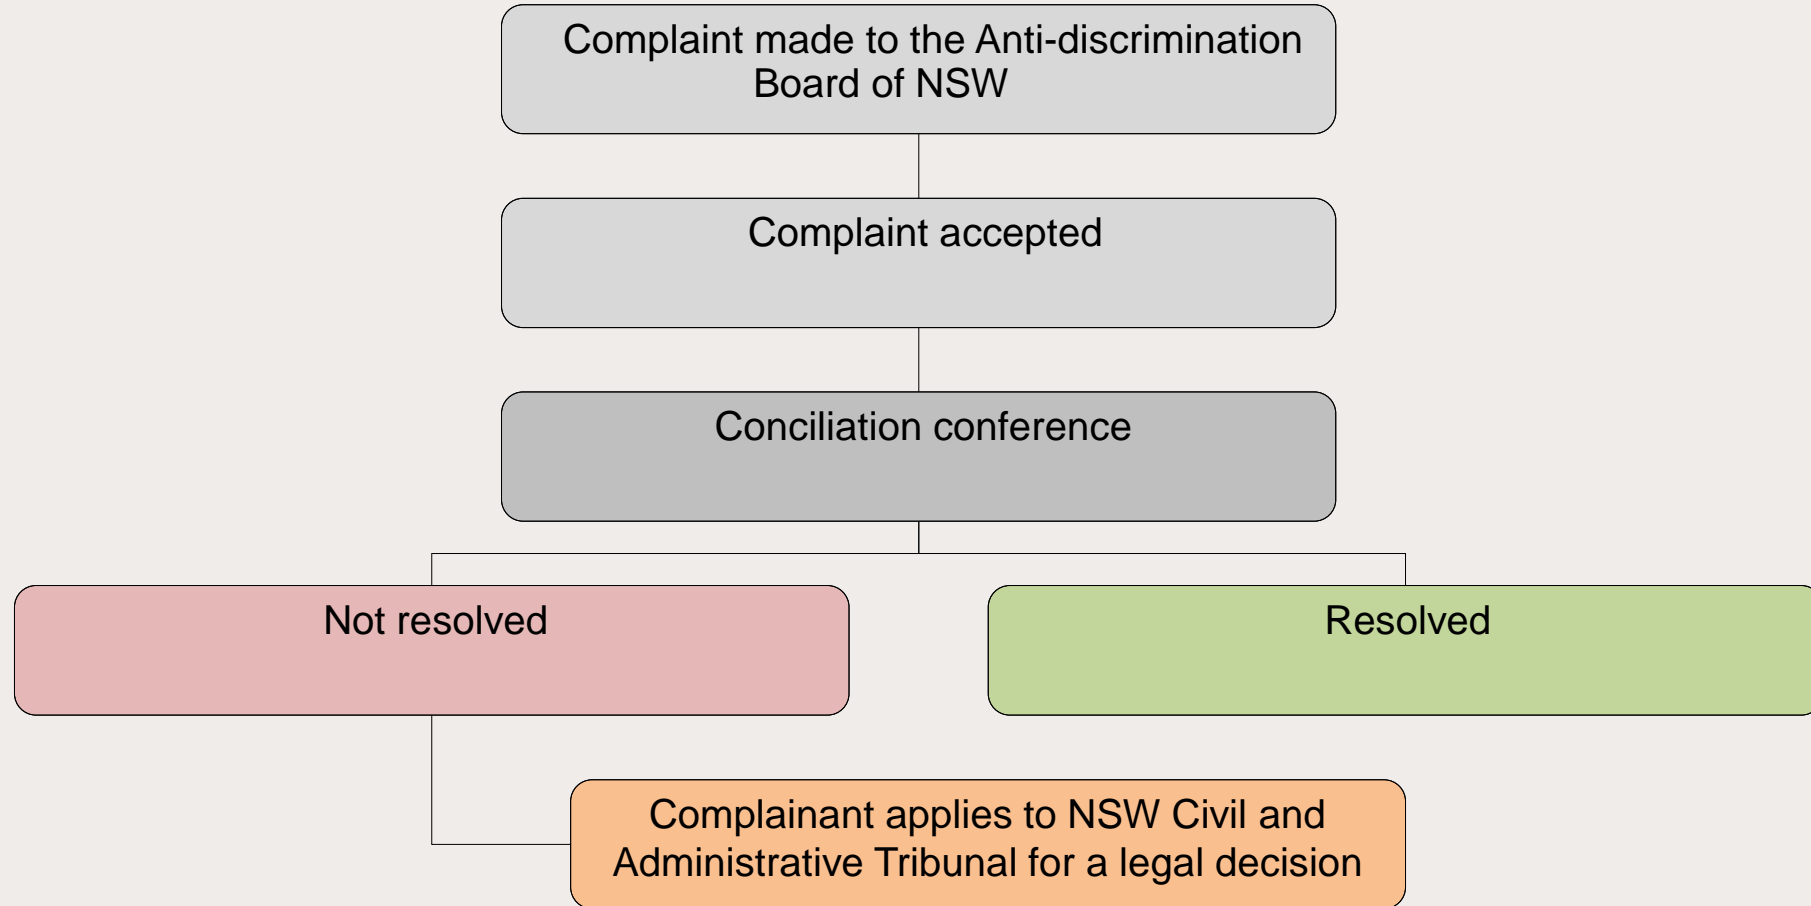 Complaint made to the Anti-discrimination
Board of NSW
Complaint accepted
Conciliation conference
Not resolved
Resolved
Complainant applies to NSW Civil and
Administrative Tribunal for a legal decision